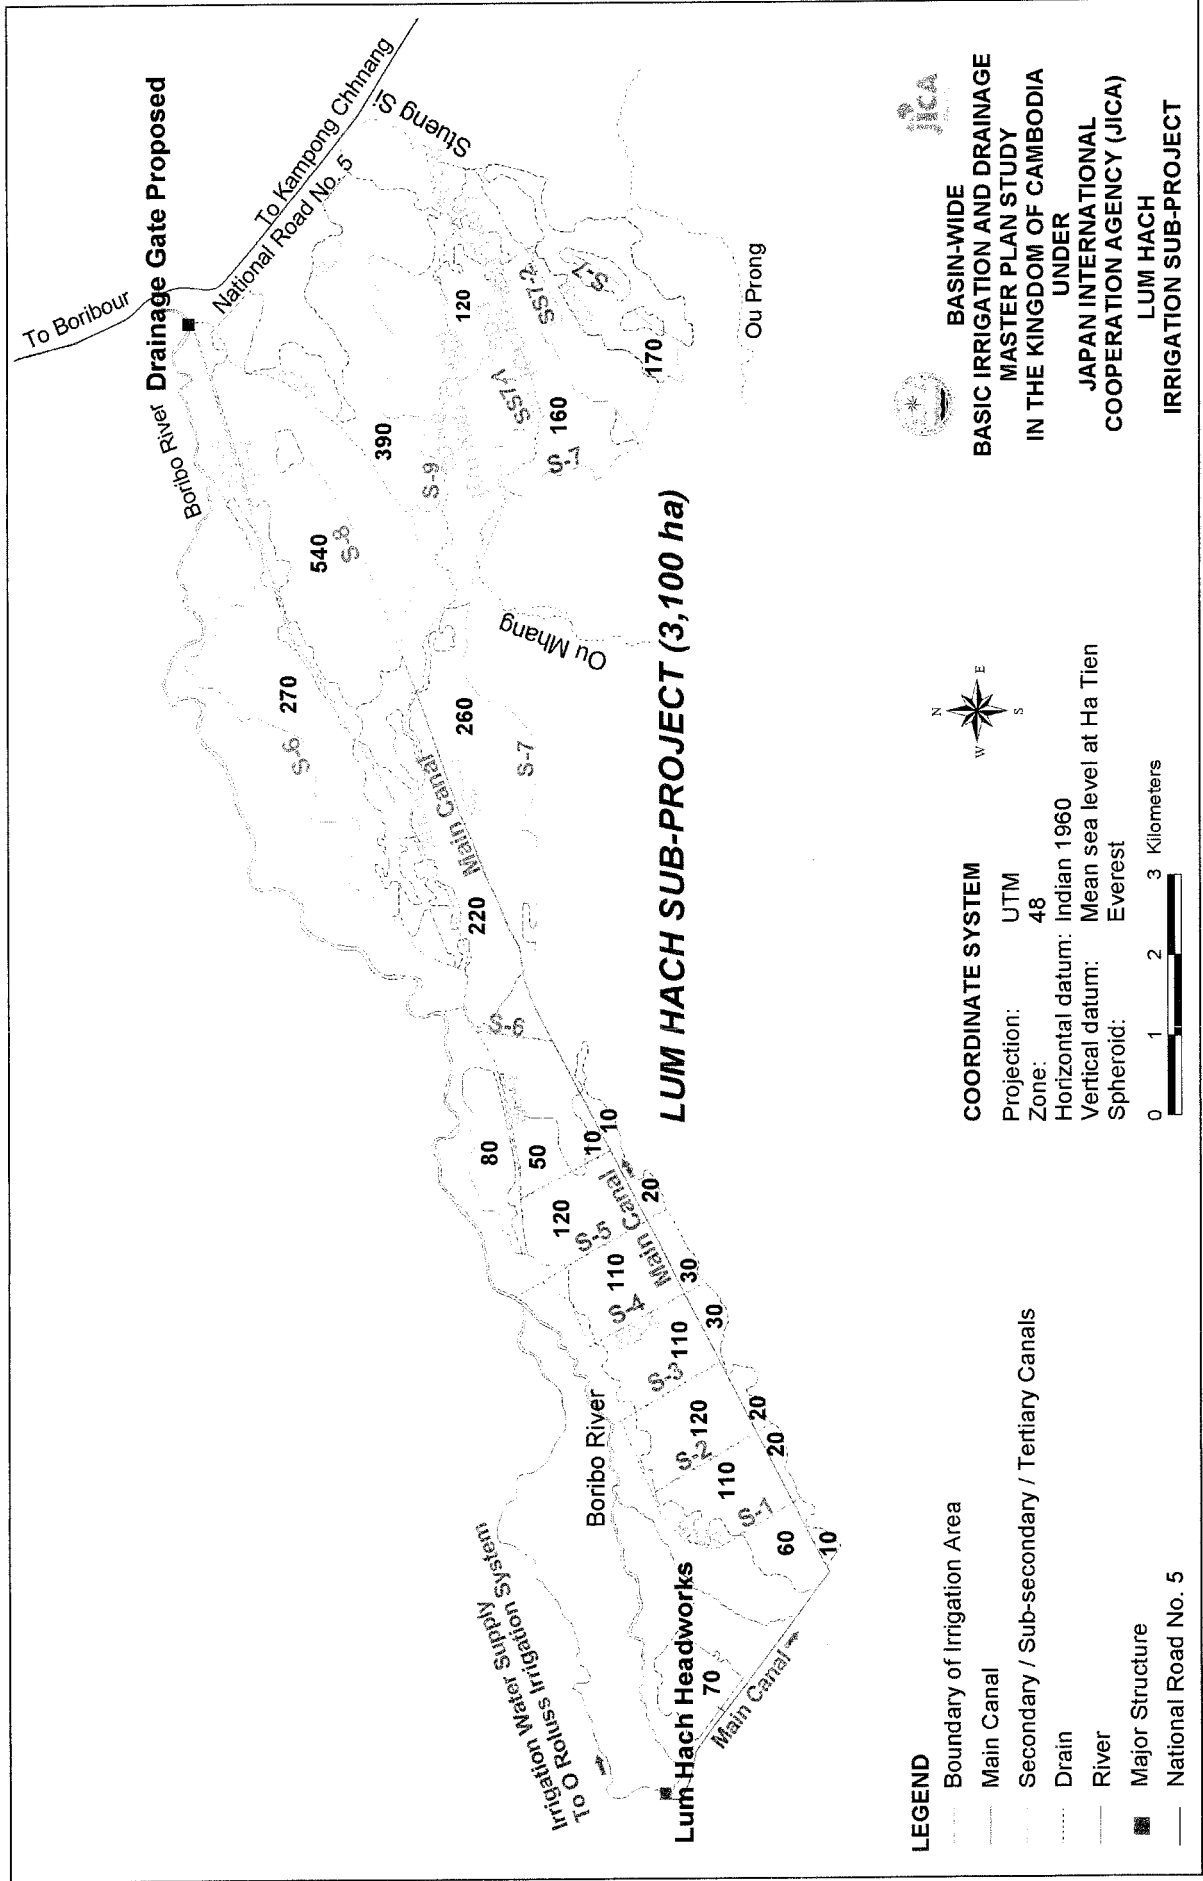 To Boribour
Drainage Gate Proposed
To Kampong Chhnang
National Road No. 5
Boribo River
Stueng Si
540
S-8
390
S-9
120
SS7-2
S-7
SS7-1
160
S-7
170
Ou Prong
270
S-6
Ou Mhang
260
S-7
Main Canal
220
S-6
80
50
10
10
120
S-5
Main Canal
20
110
S-4
30
110
S-3
30
120
S-2
20
110
S-1
20
60
10
Boribo River
Irrigation Water Supply
To O Roluss Irrigation System
Lum Hach Headworks
70
Main Canal
LUM HACH SUB-PROJECT (3,100 ha)
LEGEND
Boundary of Irrigation Area
Main Canal
Secondary / Sub-secondary / Tertiary Canals
Drain
River
Major Structure
National Road No. 5
COORDINATE SYSTEM
Projection: UTM
Zone: 48
Horizontal datum: Indian 1960
Vertical datum: Mean sea level at Ha Tien
Spheroid: Everest
0 1 2 3 Kilometers
N
W E
S
JICA
BASIN-WIDE
BASIC IRRIGATION AND DRAINAGE
MASTER PLAN STUDY
IN THE KINGDOM OF CAMBODIA
UNDER
JAPAN INTERNATIONAL
COOPERATION AGENCY (JICA)
LUM HACH
IRRIGATION SUB-PROJECT